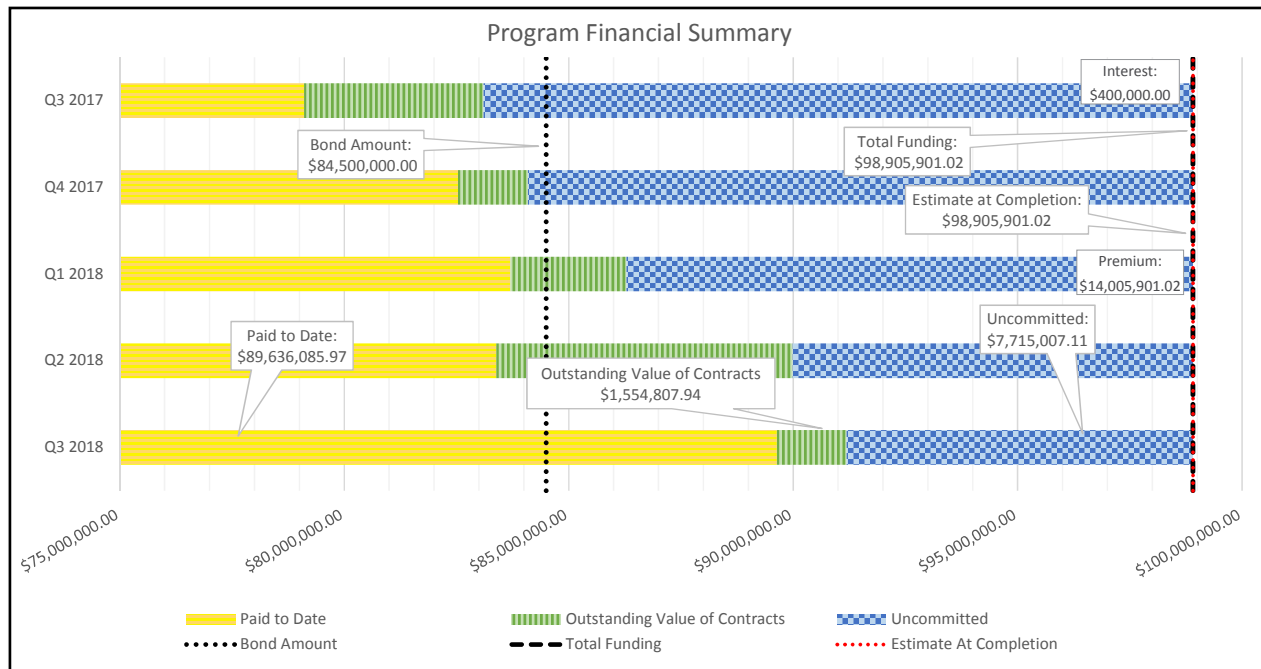 Program Financial Summary
Q3 2017
Interest:
$400,000.00
Bond Amount:
$84,500,000.00
Total Funding:
$98,905,901.02
Q4 2017
Estimate at Completion:
$98,905,901.02
Q1 2018
Premium:
$14,005,901.02
Q2 2018
Paid to Date:
$89,636,085.97
Uncommitted:
$7,715,007.11
Outstanding Value of Contracts
$1,554,807.94
Q3 2018
$75,000,000.00
$80,000,000.00
$85,000,000.00
$90,000,000.00
$95,000,000.00
$100,000,000.00
Paid to Date
Outstanding Value of Contracts
Uncommitted
Bond Amount
Total Funding
Estimate At Completion